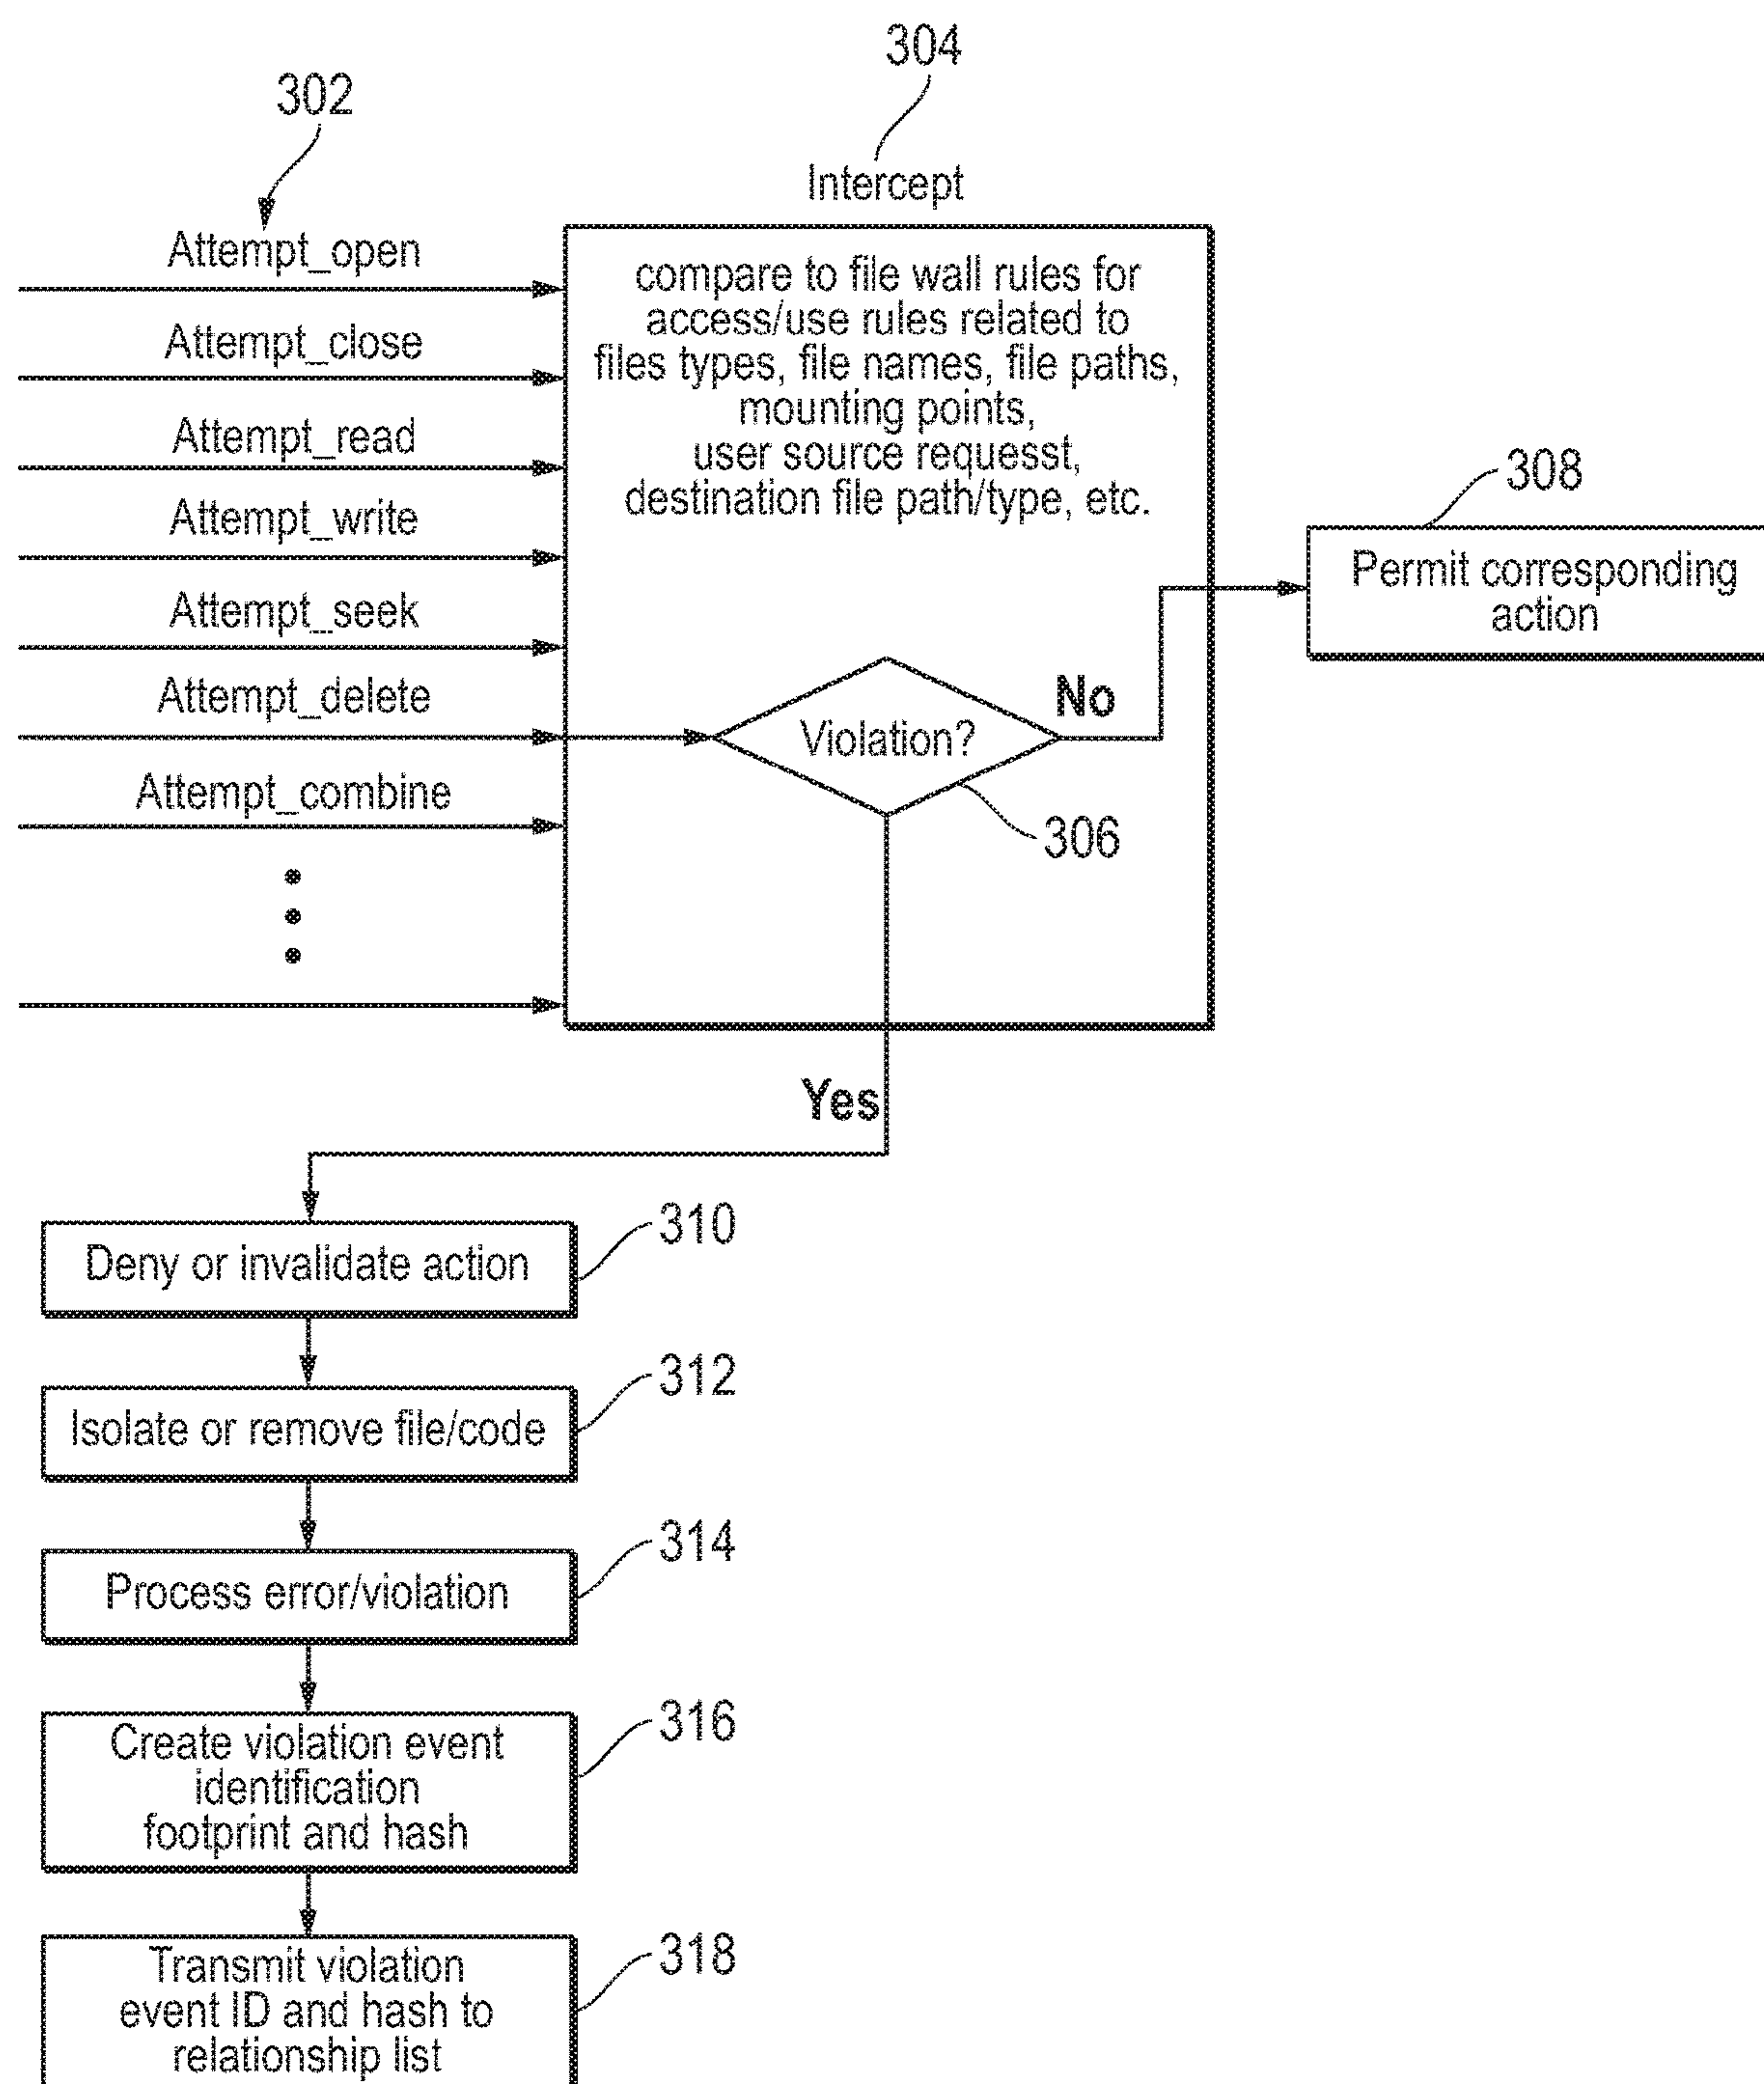 304
302
Intercept
Attempt_open
Attempt_close
Attempt_read
Attempt_write
Attempt_seek
Attempt_delete
Attempt_combine
compare to file wall rules for
access/use rules related to
files types, file names, file paths,
mounting points,
user source requesst,
destination file path/type, etc.
308
Permit corresponding
action
Violation?
No
306
Yes
310
Deny or invalidate action
312
Isolate or remove file/code
314
Process error/violation
316
Create violation event
identification
footprint and hash
318
Transmit violation
event ID and hash to
relationship list